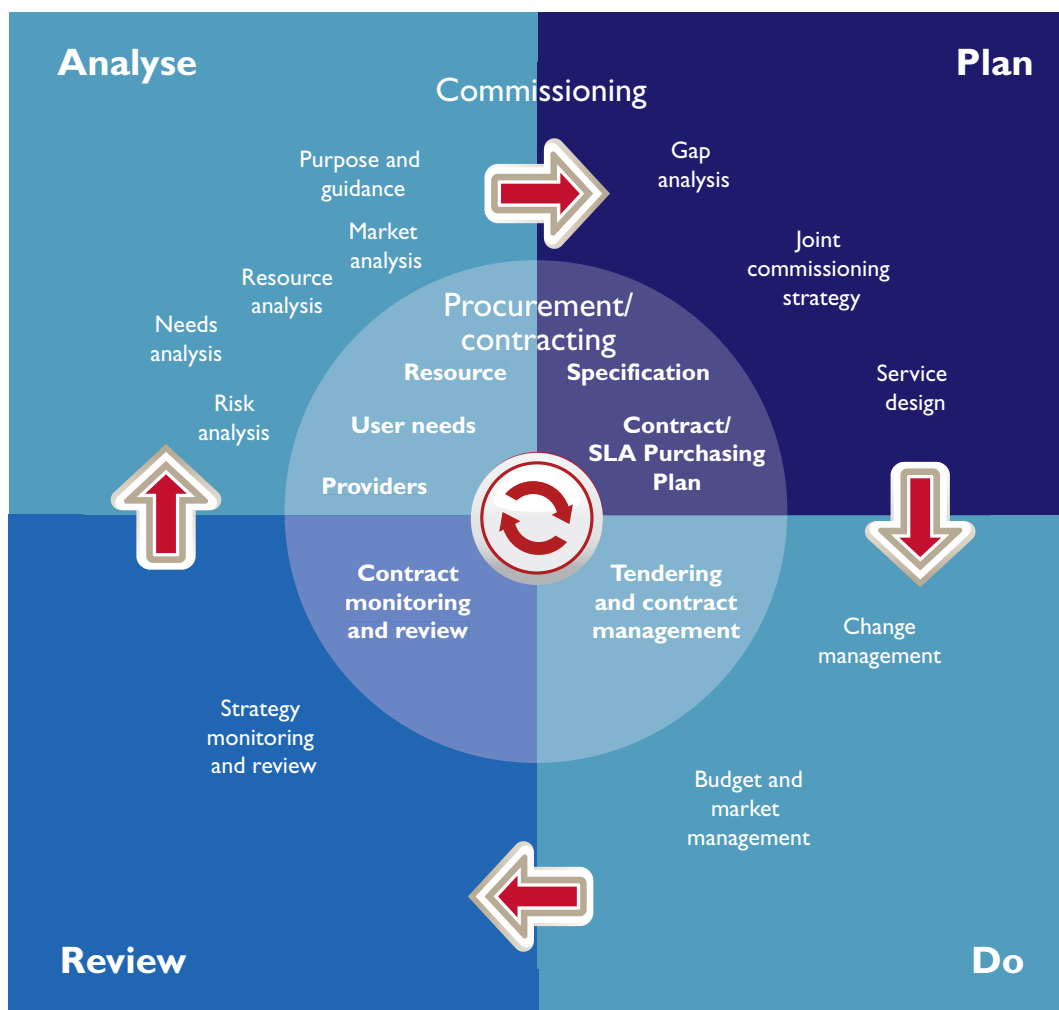 Analyse
Plan
Commissioning
Purpose and
guidance
Market
analysis
Resource
analysis
Needs
analysis
Risk
analysis
Gap
analysis
Joint
commissioning
strategy
Service
design
Procurement/
contracting
Resource
User needs
Providers
Specification
Contract/
SLA Purchasing
Plan
Contract
monitoring
and review
Tendering
and contract
management
Change
management
Strategy
monitoring
and review
Budget and
market
management
Review
Do